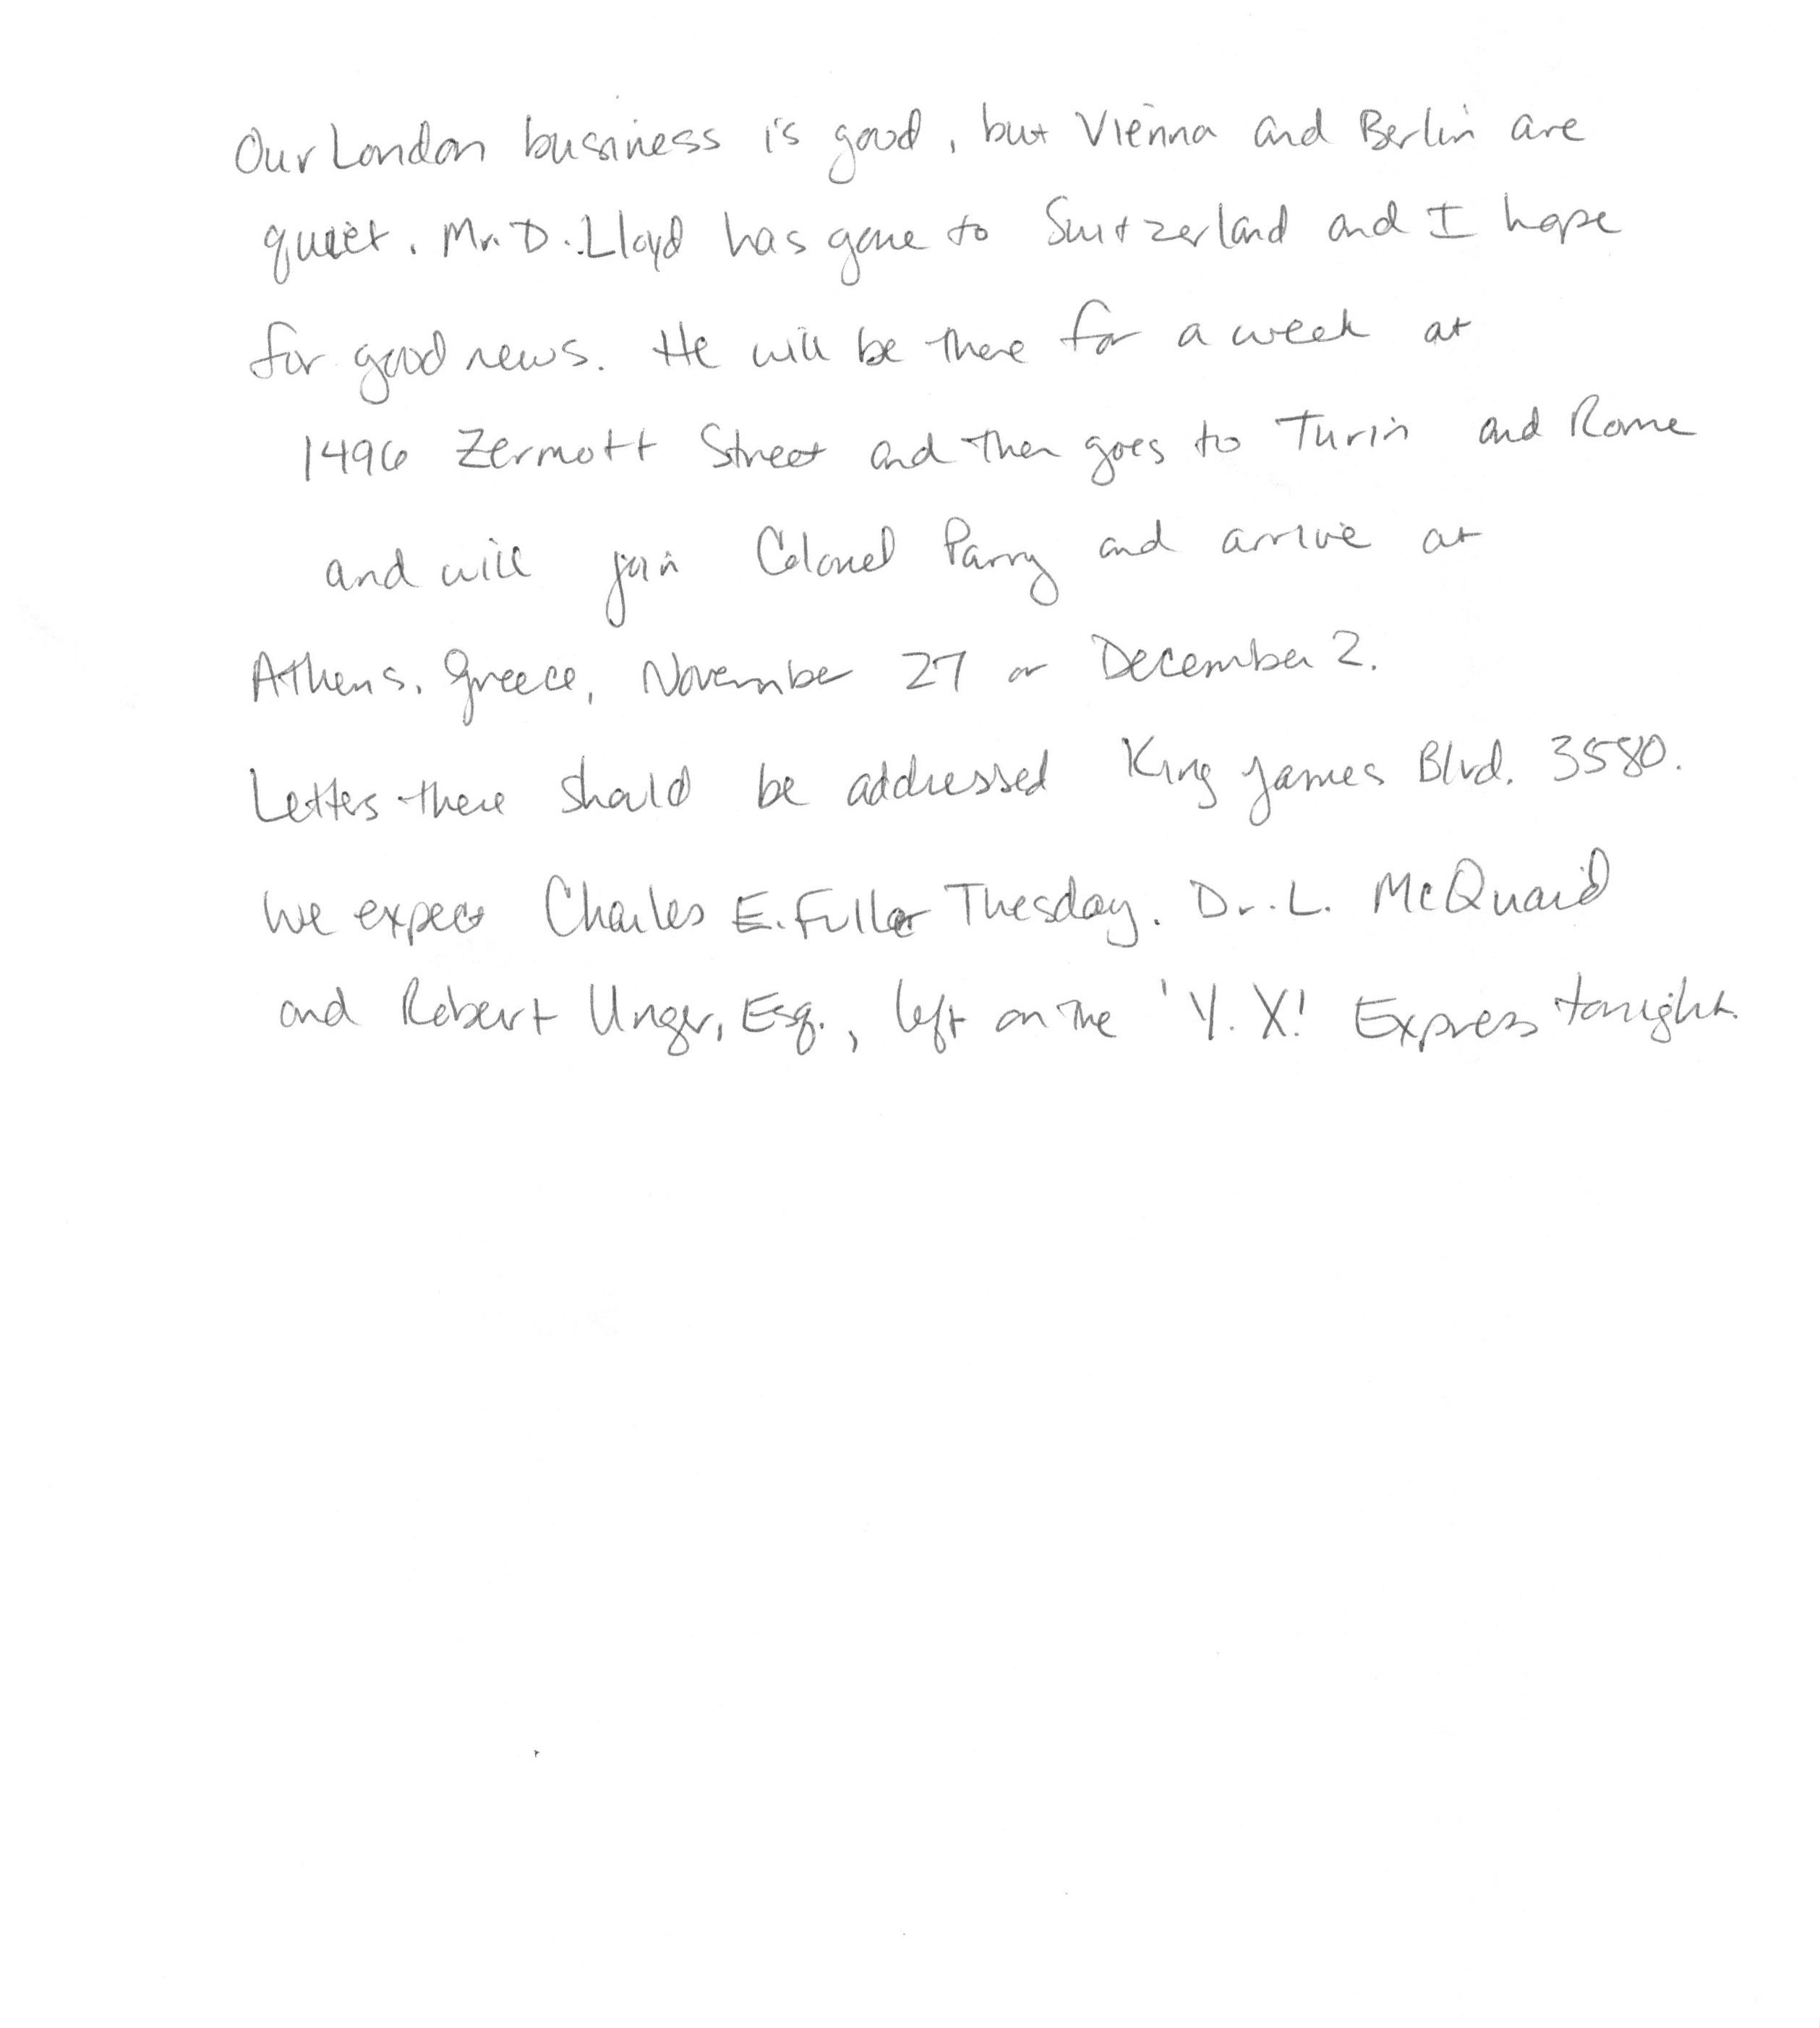 Our London business is good, but Vienna and Berlin are
quiet. Mr. D. Lloyd has gone to Switzerland and I hope
for good news. He will be there for a week at
1496 Zermott Street and then goes to Turin and Rome
and will join Colonel Parry and arrive at
Athens, Greece, November 27 or December 2.
Letters there should be addressed King James Blvd. 3580.
We expect Charles E. Fuller Tuesday. Dr. L. McQuaid
and Robert Unger, Esq., left on the 'Y. X.' Express tonight.